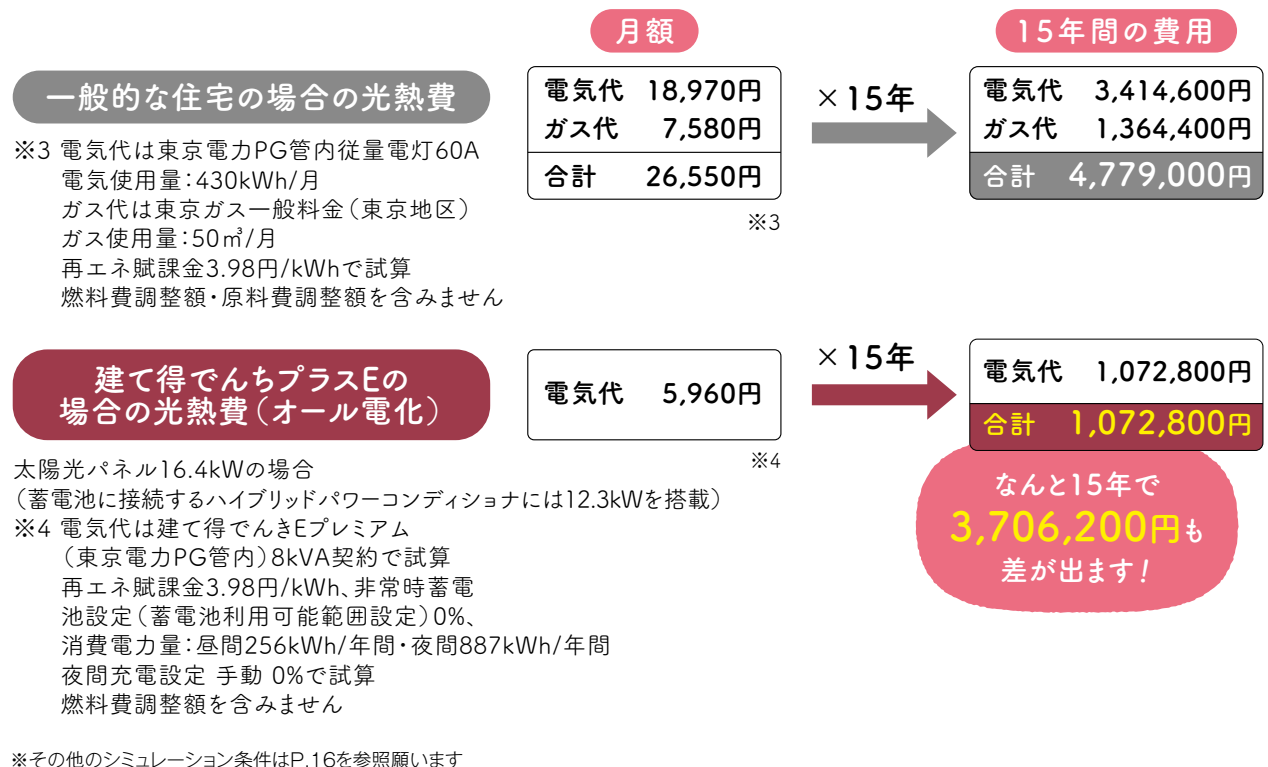 月額
15年間の費用
一般的な住宅の場合の光熱費
※3 電気代は東京電力PG管内従量電灯60A
電気使用量:430kWh/月
ガス代は東京ガス一般料金(東京地区)
ガス使用量:50㎥/月
再エネ賦課金3.98円/kWhで試算
燃料費調整額・原料費調整額を含みません
電気代 18,970円
ガス代 7,580円
合計 26,550円
※3
×15年
電気代 3,414,600円
ガス代 1,364,400円
合計 4,779,000円
建て得でんちプラスEの
場合の光熱費(オール電化)
電気代 5,960円
※4
×15年
電気代 1,072,800円
合計 1,072,800円
なんと15年で
3,706,200円も
差が出ます!
太陽光パネル16.4kWの場合
(蓄電池に接続するハイブリッドパワーコンディショナには12.3kWを搭載)
※4 電気代は建て得でんきEプレミアム
(東京電力PG管内)8kVA契約で試算
再エネ賦課金3.98円/kWh、非常時蓄電
池設定(蓄電池利用可能範囲設定)0%、
消費電力量:昼間256kWh/年間・夜間887kWh/年間
夜間充電設定 手動 0%で試算
燃料費調整額を含みません
※その他のシミュレーション条件はP.16を参照願います